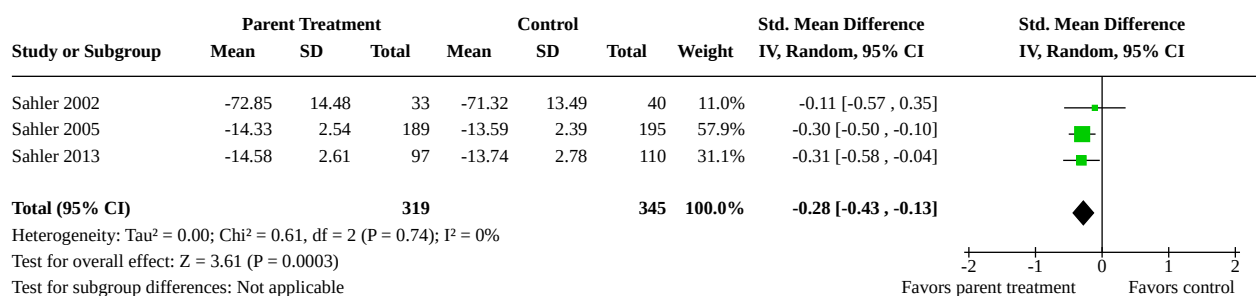 Parent Treatment Control Std. Mean Difference Std. Mean Difference
Study or Subgroup Mean SD Total Mean SD Total Weight IV, Random, 95% CI IV, Random, 95% CI
Sahler 2002 -72.85 14.48 33 -71.32 13.49 40 11.0% -0.11 [-0.57 , 0.35]
Sahler 2005 -14.33 2.54 189 -13.59 2.39 195 57.9% -0.30 [-0.50 , -0.10]
Sahler 2013 -14.58 2.61 97 -13.74 2.78 110 31.1% -0.31 [-0.58 , -0.04]
Total (95% CI) 319 345 100.0% -0.28 [-0.43 , -0.13]
Heterogeneity: Tau² = 0.00; Chi² = 0.61, df = 2 (P = 0.74); I² = 0%
Test for overall effect: Z = 3.61 (P = 0.0003) -2 -1 0 1 2
Test for subgroup differences: Not applicable Favors parent treatment Favors control